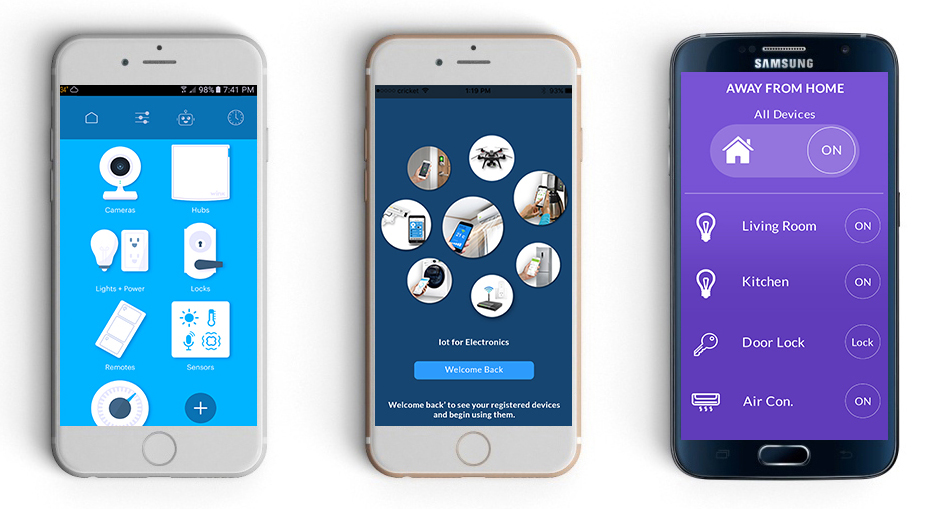 34°
98%
7:41 PM
Cameras
Hubs
Lights + Power
Locks
Remotes
Sensors
cricket
1:18 PM
93%
Iot for Electronics
Welcome Back
Welcome back' to see your registered devices
and begin using them.
SAMSUNG
AWAY FROM HOME
All Devices
ON
Living Room
ON
Kitchen
ON
Door Lock
Lock
Air Con.
ON